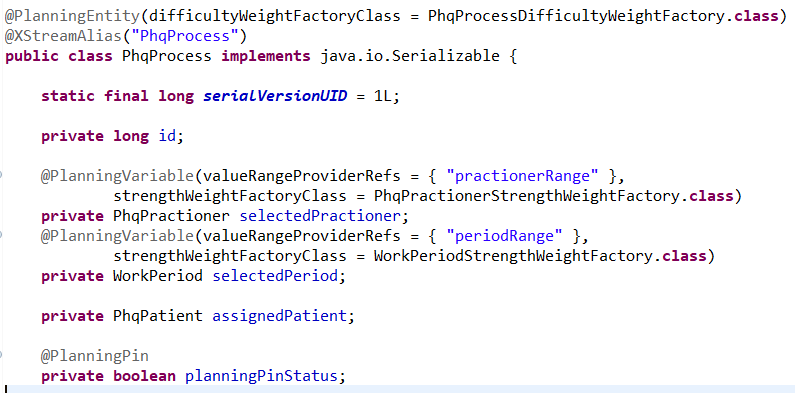 @PlanningEntity(difficultyWeightFactoryClass = PhqProcessDifficultyWeightFactory.class)
@XStreamAlias("PhqProcess")
public class PhqProcess implements java.io.Serializable {
static final long serialVersionUID = 1L;
private long id;
@PlanningVariable(valueRangeProviderRefs = { "practionerRange" },
strengthWeightFactoryClass = PhqPractionerStrengthWeightFactory.class)
private PhqPractioner selectedPractioner;
@PlanningVariable(valueRangeProviderRefs = { "periodRange" },
strengthWeightFactoryClass = WorkPeriodStrengthWeightFactory.class)
private WorkPeriod selectedPeriod;
private PhqPatient assignedPatient;
@PlanningPin
private boolean planningPinStatus;